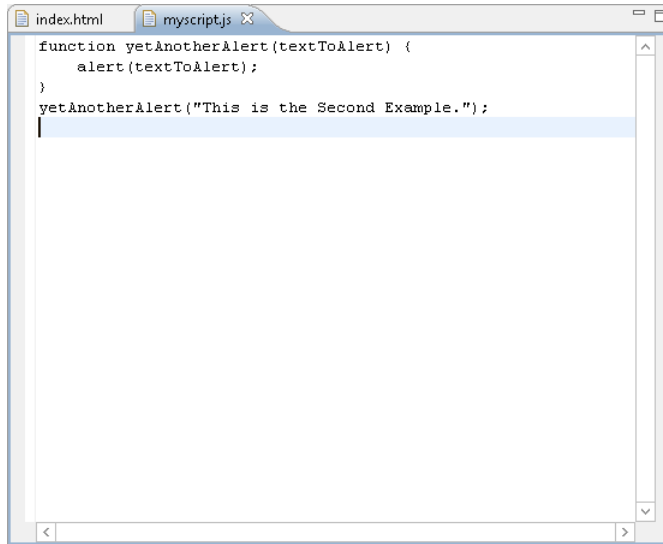 index.html myscript.js
function yetAnotherAlert(textToAlert) {
    alert(textToAlert);
}
yetAnotherAlert("This is the Second Example.");